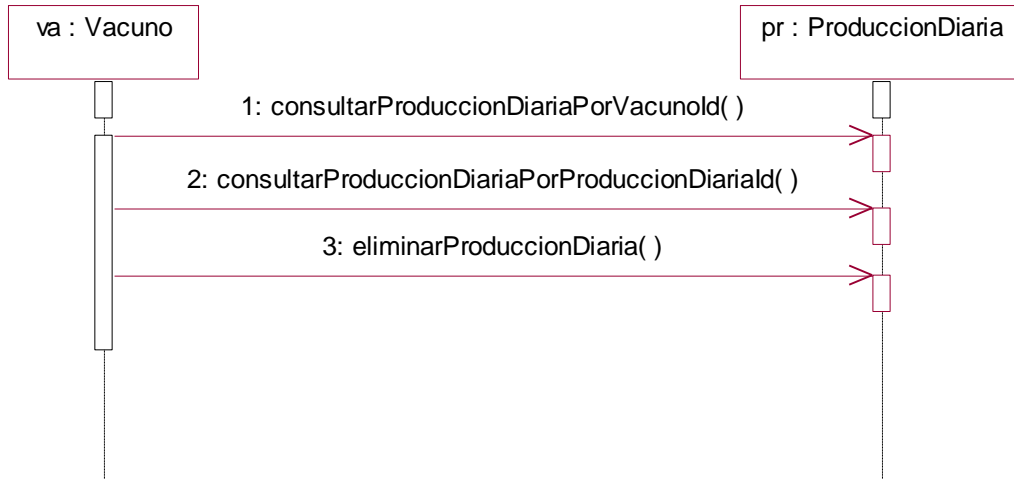 va : Vacuno
pr : ProduccionDiaria
1: consultarProduccionDiariaPorVacunoId( )
2: consultarProduccionDiariaPorProduccionDiariaId( )
3: eliminarProduccionDiaria( )